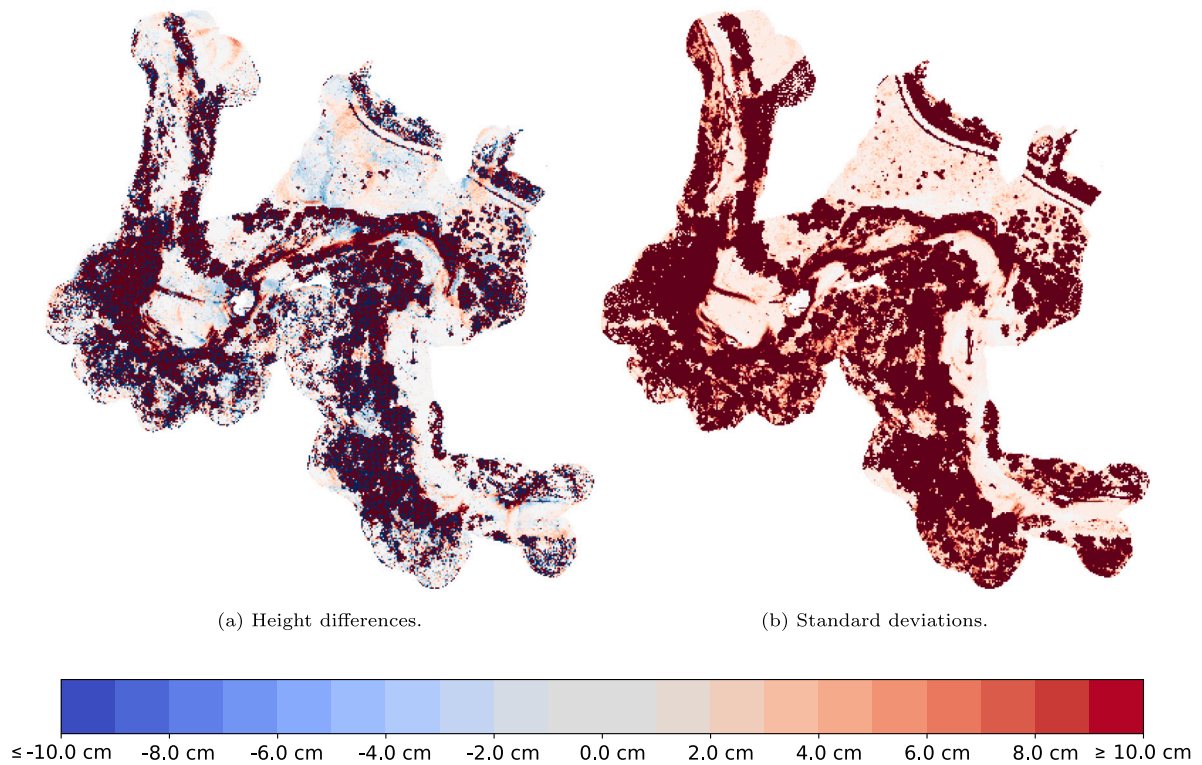 (a) Height differences.
(b) Standard deviations.
≤ -10.0 cm -8.0 cm -6.0 cm -4.0 cm -2.0 cm 0.0 cm 2.0 cm 4.0 cm 6.0 cm 8.0 cm ≥ 10.0 cm